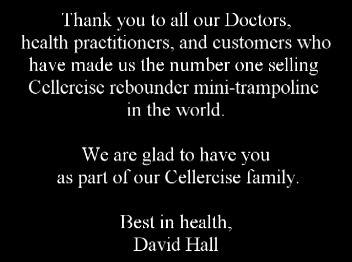 Thank you to all our Doctors,
health practitioners, and customers who
have made us the number one selling
Cellercise rebounder mini-trampoline
in the world.
We are glad to have you
as part of our Cellercise family.
Best in health,
David Hall